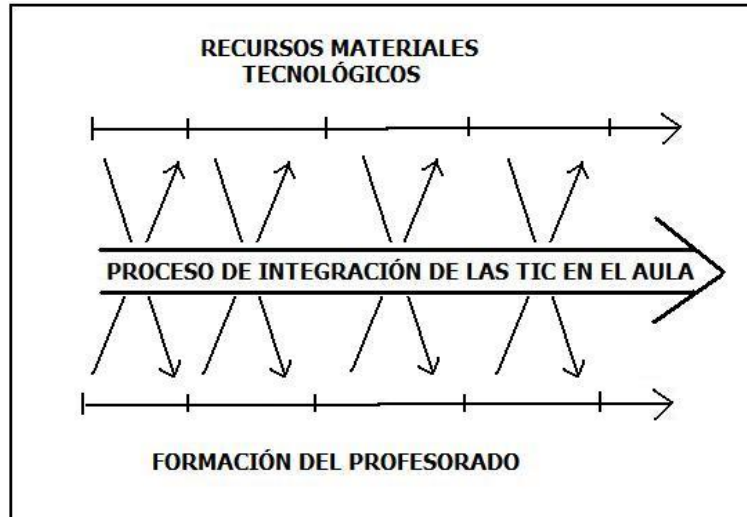 RECURSOS MATERIALES
TECNOLÓGICOS
PROCESO DE INTEGRACIÓN DE LAS TIC EN EL AULA
FORMACIÓN DEL PROFESORADO